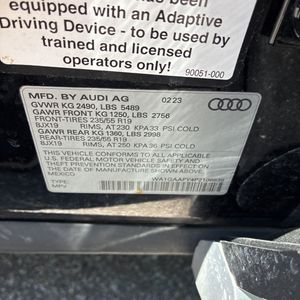 has been
equipped with an Adaptive
Driving Device - to be used by
trained and licensed
operators only!
90051-000
MFD. BY AUDI AG 0223
GVWR KG 2490, LBS 5489
GAWR FRONT KG 1250, LBS 2756
FRONT-TIRES 235/55 R19
8JX19 RIMS, AT 230 KPA 33 PSI COLD
GAWR REAR KG 1360, LBS 2998
REAR-TIRES 235/55 R19
8JX19 RIMS, AT 250 KPA 36 PSI COLD
THIS VEHICLE CONFORMS TO ALL APPLICABLE
U.S. FEDERAL MOTOR VEHICLE SAFETY AND
THEFT PREVENTION STANDARDS IN EFFECT ON THE
DATE OF MANUFACTURE SHOWN ABOVE
MEXICO
TYPE:
MPV